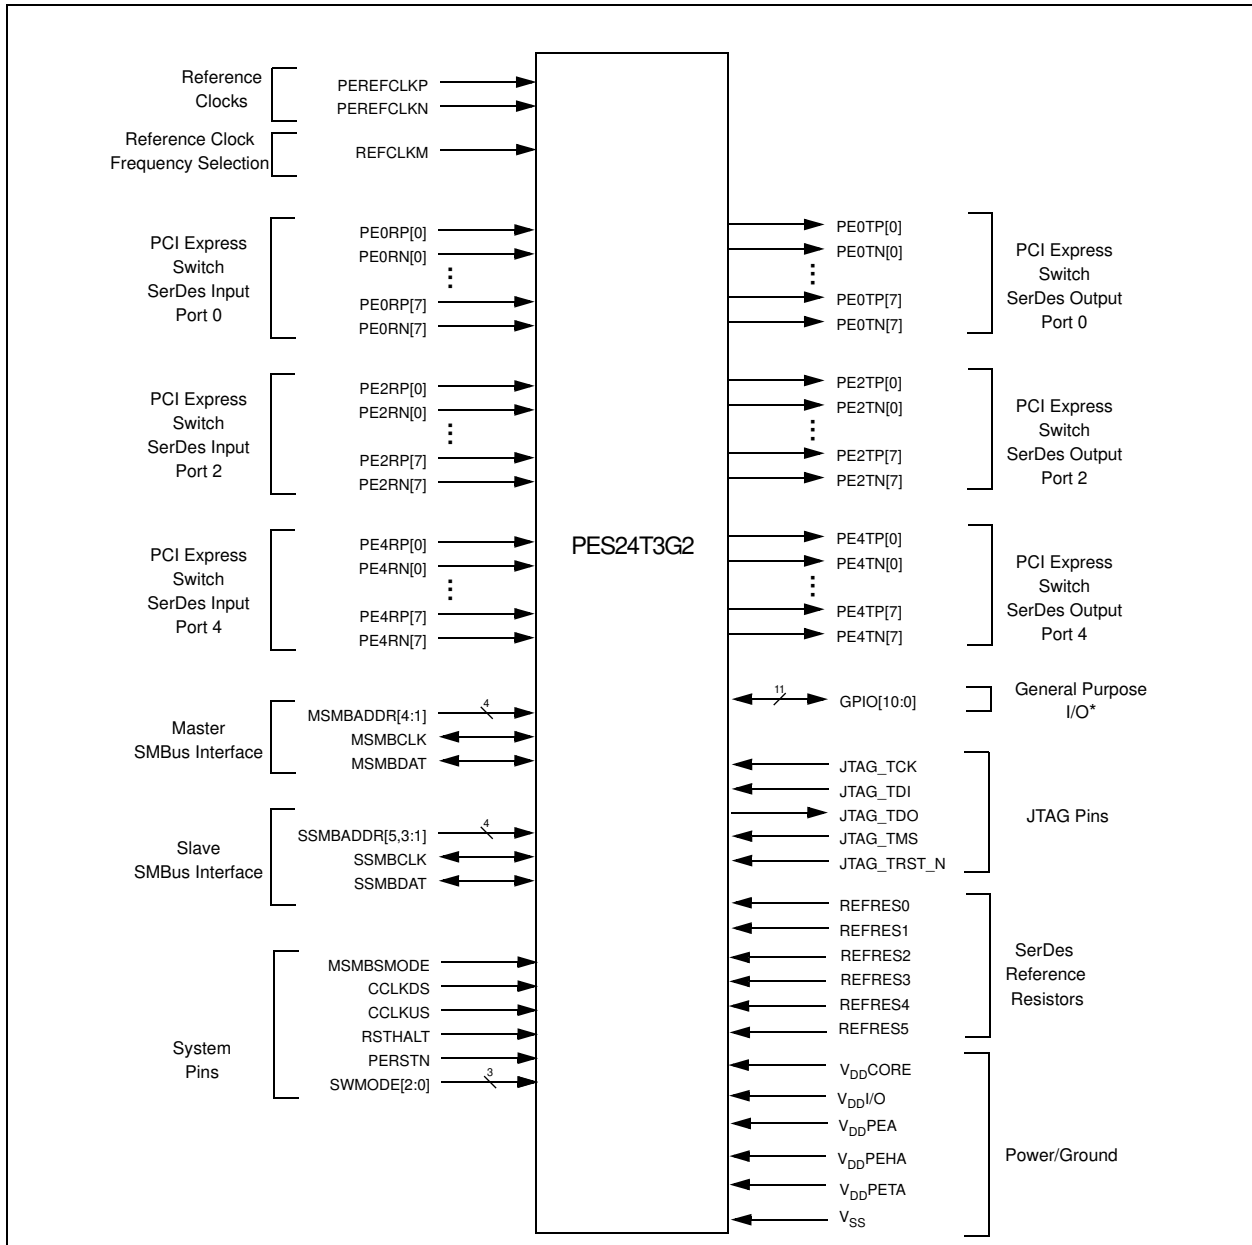 Reference
Clocks
PEREFCLKP
PEREFCLKN
Reference Clock
Frequency Selection
REFCLKM
PCI Express
Switch
SerDes Input
Port 0
PE0RP[0]
PE0RN[0]
PE0RP[7]
PE0RN[7]
PCI Express
Switch
SerDes Input
Port 2
PE2RP[0]
PE2RN[0]
PE2RP[7]
PE2RN[7]
PCI Express
Switch
SerDes Input
Port 4
PE4RP[0]
PE4RN[0]
PE4RP[7]
PE4RN[7]
Master
SMBus Interface
MSMBADDR[4:1]
4
MSMBCLK
MSMBDAT
Slave
SMBus Interface
SSMBADDR[5,3:1]
4
SSMBCLK
SSMBDAT
System
Pins
MSMBSMODE
CCLKDS
CCLKUS
RSTHALT
PERSTN
SWMODE[2:0]
3
PES24T3G2
PE0TP[0]
PE0TN[0]
PE0TP[7]
PE0TN[7]
PCI Express
Switch
SerDes Output
Port 0
PE2TP[0]
PE2TN[0]
PE2TP[7]
PE2TN[7]
PCI Express
Switch
SerDes Output
Port 2
PE4TP[0]
PE4TN[0]
PE4TP[7]
PE4TN[7]
PCI Express
Switch
SerDes Output
Port 4
11
GPIO[10:0]
General Purpose
I/O*
JTAG_TCK
JTAG_TDI
JTAG_TDO
JTAG_TMS
JTAG_TRST_N
JTAG Pins
REFRES0
REFRES1
REFRES2
REFRES3
REFRES4
REFRES5
SerDes
Reference
Resistors
VDDCORE
VDDI/O
VDDPEA
VDDPEHA
VDDPETA
VSS
Power/Ground